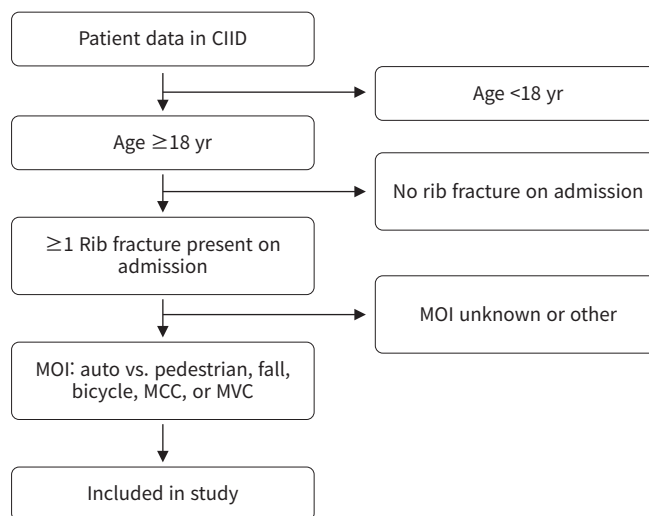 Patient data in CIID
Age <18 yr
Age ≥18 yr
No rib fracture on admission
≥1 Rib fracture present on
admission
MOI unknown or other
MOI: auto vs. pedestrian, fall,
bicycle, MCC, or MVC
Included in study